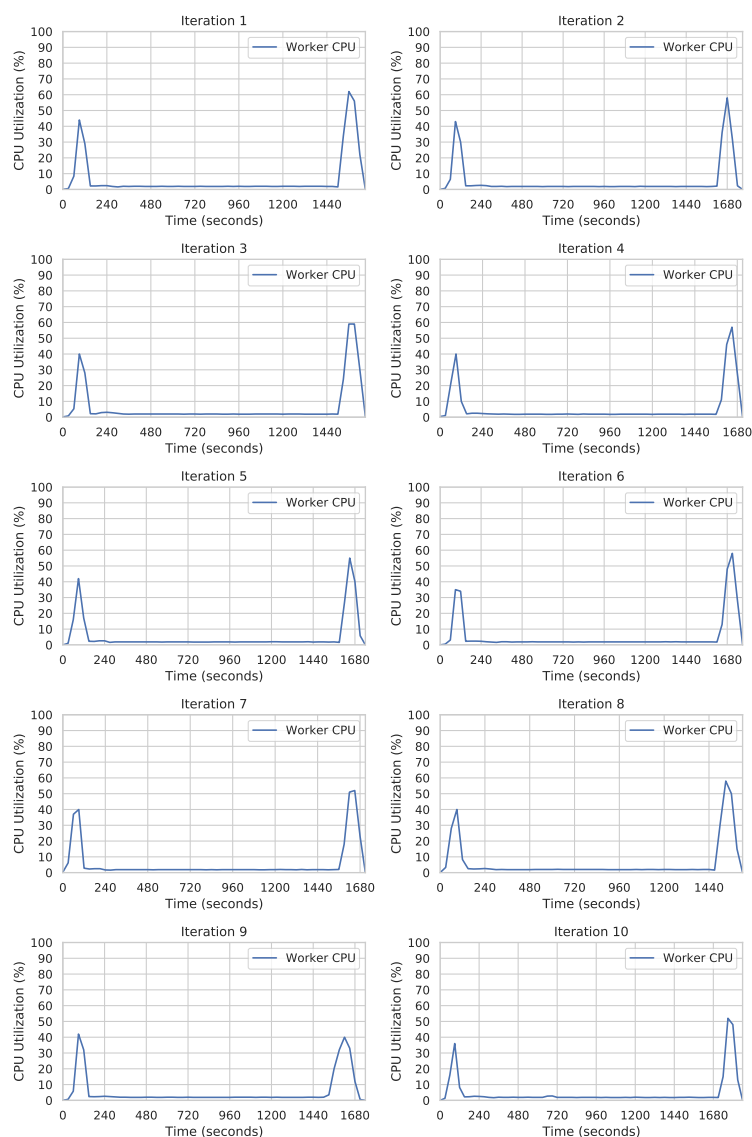 Iteration 1
100
90
80
70
60
50
40
30
20
10
0
CPU Utilization (%)
Worker CPU
0 240 480 720 960 1200 1440
Time (seconds)
Iteration 2
100
90
80
70
60
50
40
30
20
10
0
CPU Utilization (%)
Worker CPU
0 240 480 720 960 1200 1440 1680
Time (seconds)
Iteration 3
100
90
80
70
60
50
40
30
20
10
0
CPU Utilization (%)
Worker CPU
0 240 480 720 960 1200 1440
Time (seconds)
Iteration 4
100
90
80
70
60
50
40
30
20
10
0
CPU Utilization (%)
Worker CPU
0 240 480 720 960 1200 1440 1680
Time (seconds)
Iteration 5
100
90
80
70
60
50
40
30
20
10
0
CPU Utilization (%)
Worker CPU
0 240 480 720 960 1200 1440 1680
Time (seconds)
Iteration 6
100
90
80
70
60
50
40
30
20
10
0
CPU Utilization (%)
Worker CPU
0 240 480 720 960 1200 1440 1680
Time (seconds)
Iteration 7
100
90
80
70
60
50
40
30
20
10
0
CPU Utilization (%)
Worker CPU
0 240 480 720 960 1200 1440 1680
Time (seconds)
Iteration 8
100
90
80
70
60
50
40
30
20
10
0
CPU Utilization (%)
Worker CPU
0 240 480 720 960 1200 1440
Time (seconds)
Iteration 9
100
90
80
70
60
50
40
30
20
10
0
CPU Utilization (%)
Worker CPU
0 240 480 720 960 1200 1440 1680
Time (seconds)
Iteration 10
100
90
80
70
60
50
40
30
20
10
0
CPU Utilization (%)
Worker CPU
0 240 480 720 960 1200 1440 1680
Time (seconds)